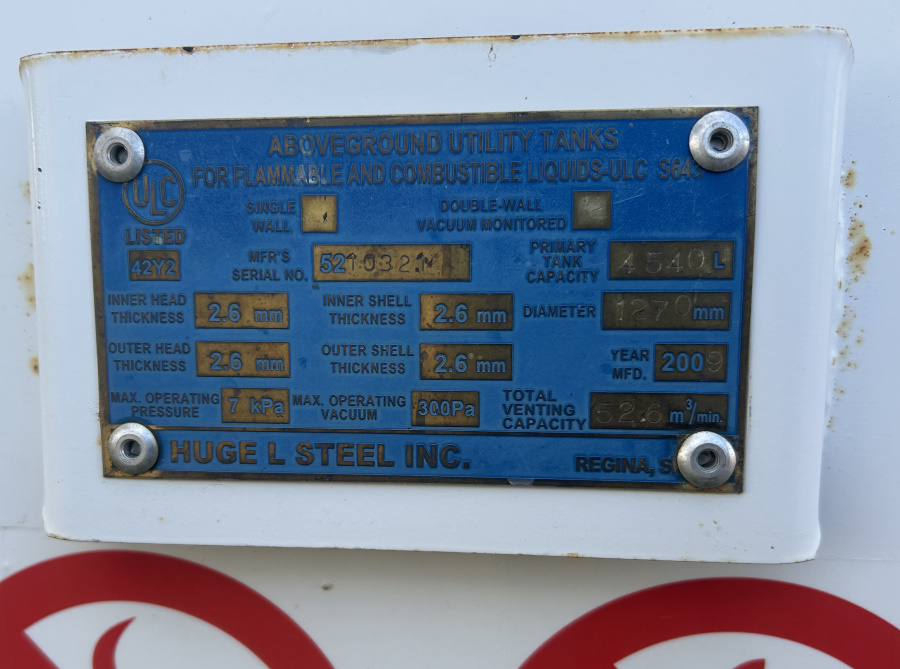 ABOVEGROUND UTILITY TANKS
FOR FLAMMABLE AND COMBUSTIBLE LIQUIDS-ULC
ULC
LISTED
42Y2
SINGLE WALL
DOUBLE-WALL VACUUM MONITORED
MFR'S SERIAL NO.
PRIMARY TANK CAPACITY 4540 L
INNER HEAD THICKNESS 2.6 mm
INNER SHELL THICKNESS 2.6 mm
DIAMETER 1270 mm
OUTER HEAD THICKNESS 2.6 mm
OUTER SHELL THICKNESS 2.6 mm
YEAR MFD. 2009
MAX. OPERATING PRESSURE 7 kPa
MAX. OPERATING VACUUM 300Pa
TOTAL VENTING CAPACITY 52.6 m³/min.
HUGE L STEEL INC.
REGINA,